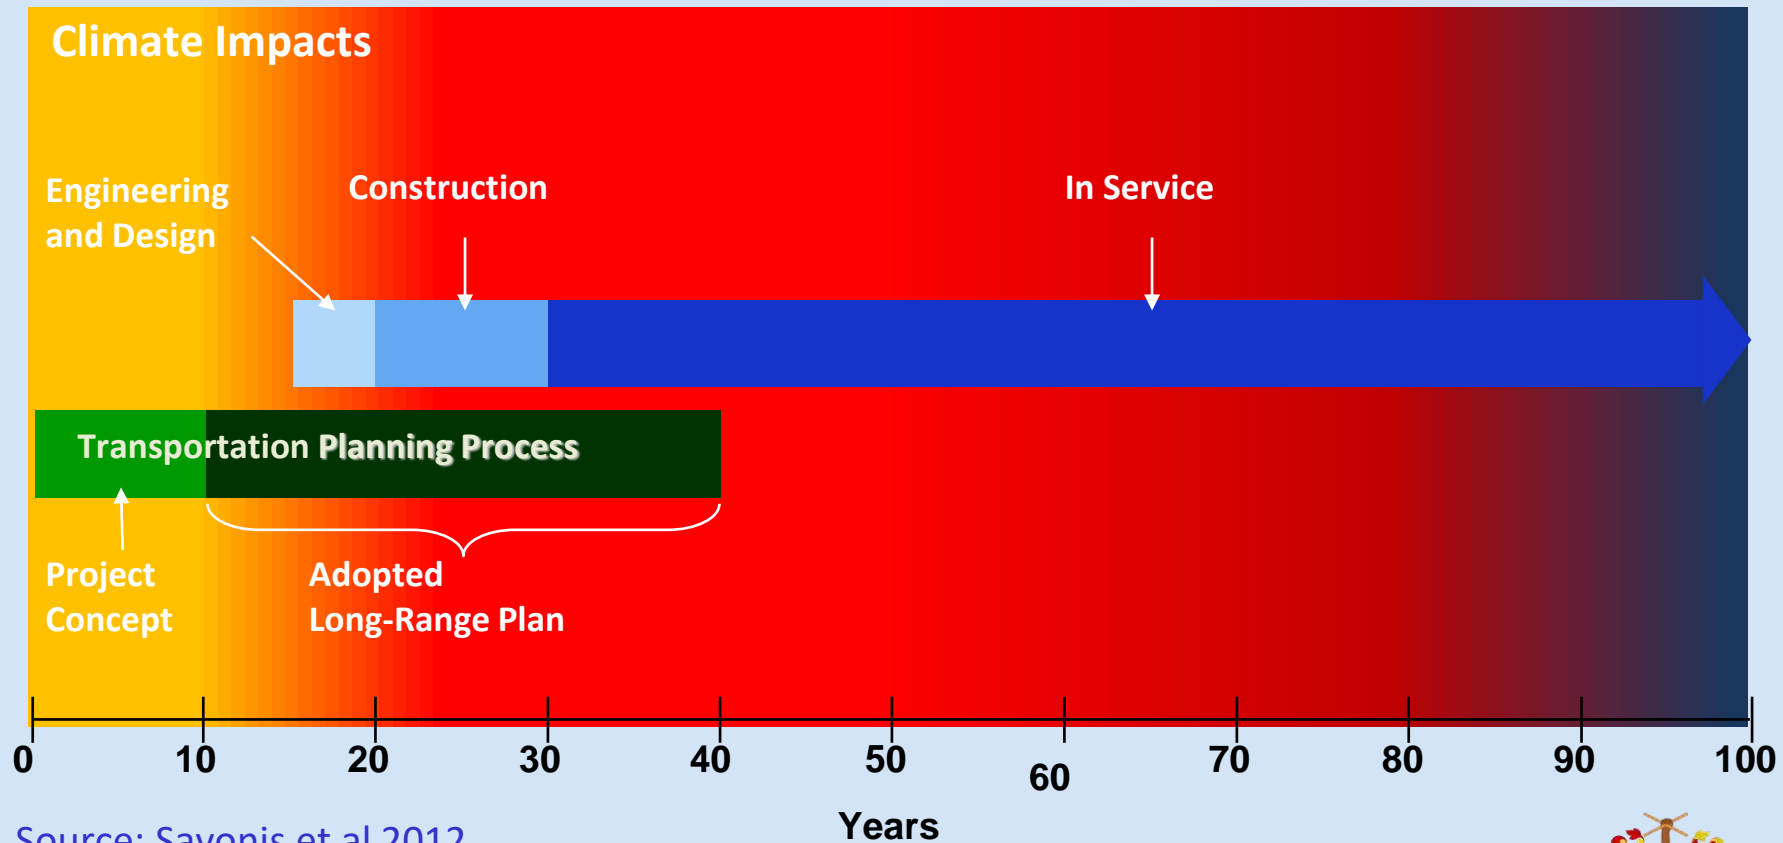 Climate Impacts
Engineering
and Design
Construction
In Service
Transportation Planning Process
Project
Concept
Adopted
Long-Range Plan
0 10 20 30 40 50 60 70 80 90 100
Years
Source: Savonis et al 2012